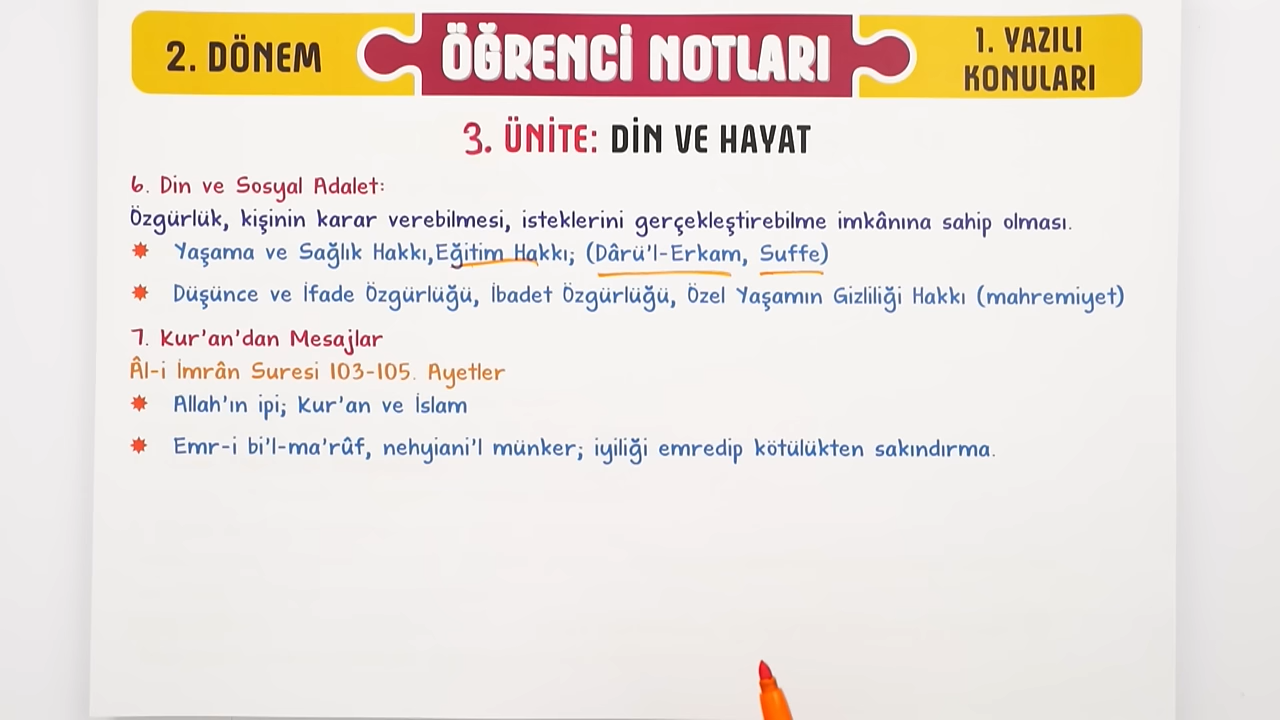 2. DÖNEM
ÖĞRENCİ NOTLARI
1. YAZILI
KONULARI
3. ÜNİTE: DİN VE HAYAT
6. Din ve Sosyal Adalet:
Özgürlük, kişinin karar verebilmesi, isteklerini gerçekleştirebilme imkânına sahip olması.
Yaşama ve Sağlık Hakkı,Eğitim Hakkı; (Dârü'l-Erkam, Suffe)
Düşünce ve İfade Özgürlüğü, İbadet Özgürlüğü, Özel Yaşamın Gizliliği Hakkı (mahremiyet)
7. Kur'an'dan Mesajlar
Âl-i İmrân Suresi 103-105. Ayetler
Allah'ın ipi; Kur'an ve İslam
Emr-i bi'l-ma'rûf, nehyiani'l münker; iyiliği emredip kötülükten sakındırma.